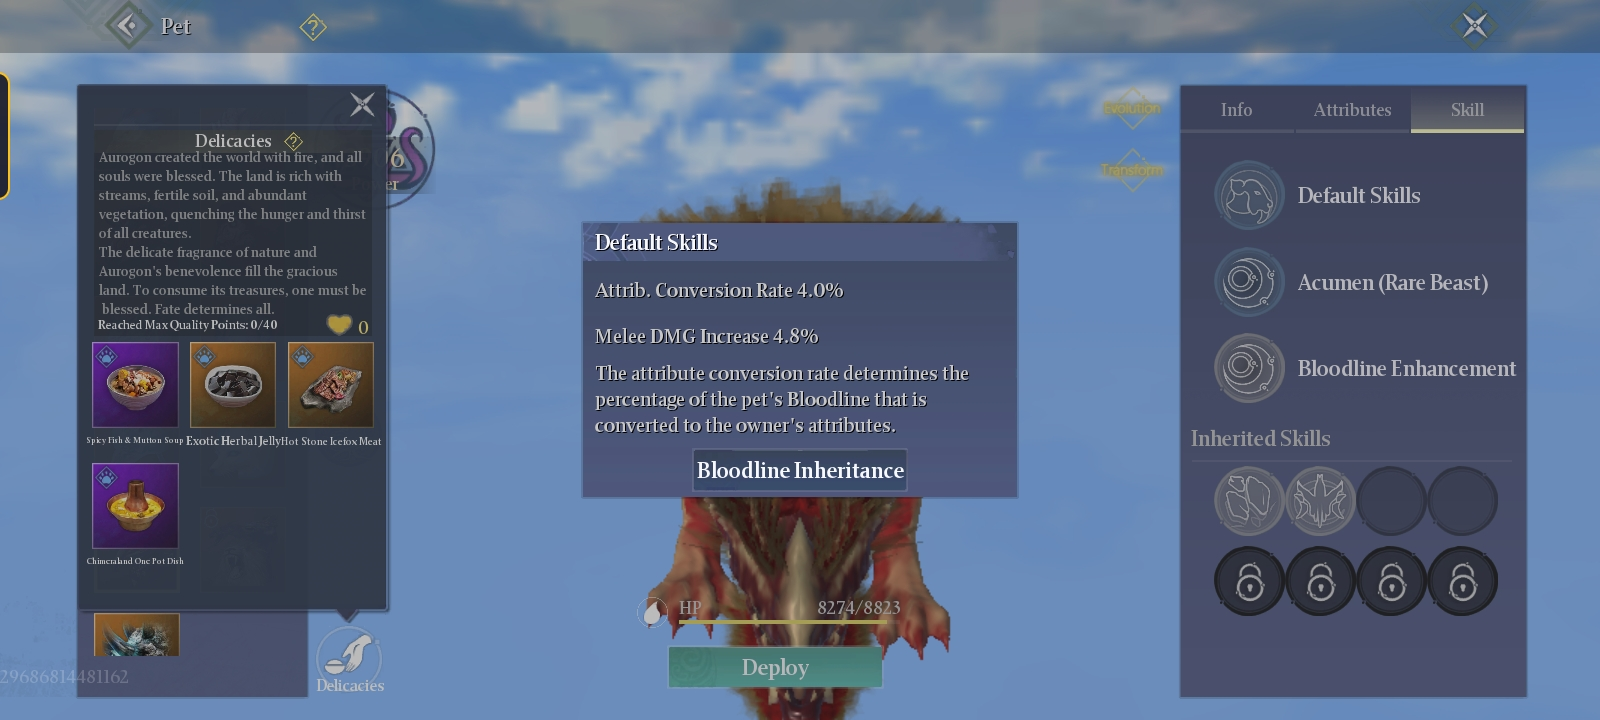 Pet
?
Delicacies ?
Aurogon created the world with fire, and all
souls were blessed. The land is rich with
streams, fertile soil, and abundant
vegetation, quenching the hunger and thirst
of all creatures.
The delicate fragrance of nature and
Aurogon's benevolence fill the gracious
land. To consume its treasures, one must be
blessed. Fate determines all.
Reached Max Quality Points: 0/40
0
Spicy Fish & Mutton Soup
Exotic Herbal Jelly
Hot Stone Icefox Meat
Chimeraland One Pot Dish
29686814481162
Delicacies
6
er
Evolution
Transform
Default Skills
Attrib. Conversion Rate 4.0%
Melee DMG Increase 4.8%
The attribute conversion rate determines the
percentage of the pet's Bloodline that is
converted to the owner's attributes.
Bloodline Inheritance
HP 8274/8823
Deploy
Info Attributes Skill
Default Skills
Acumen (Rare Beast)
Bloodline Enhancement
Inherited Skills